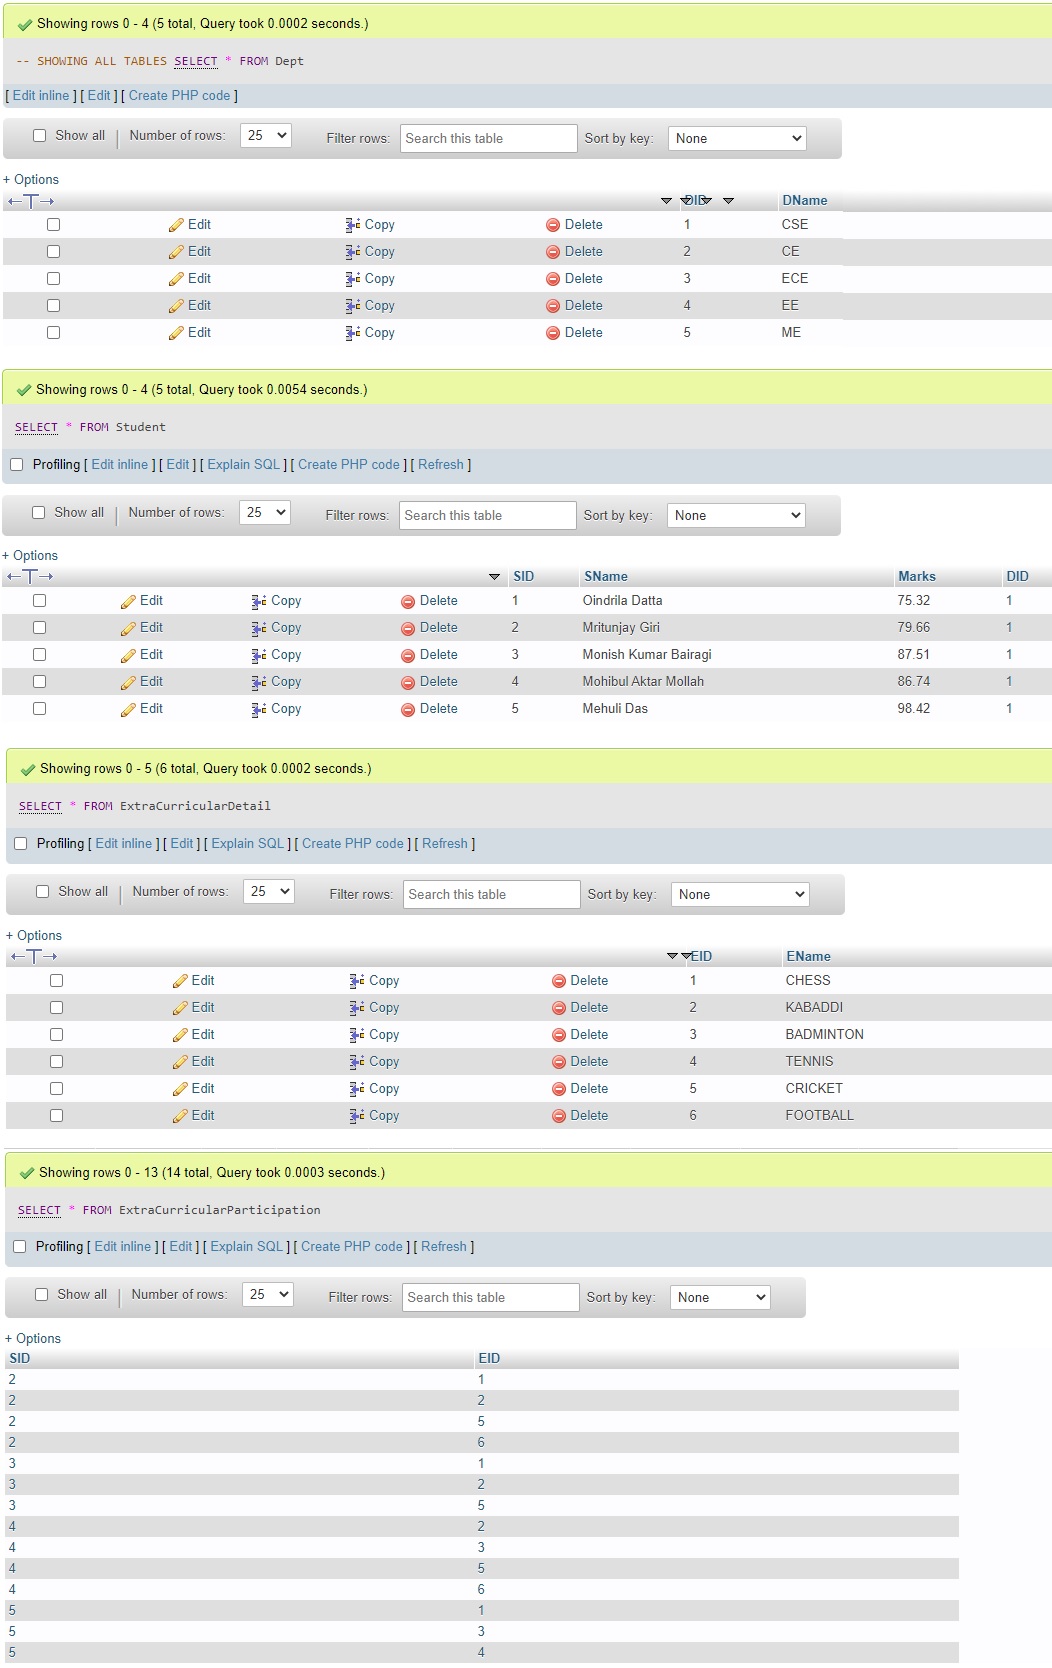 Showing rows 0 - 4 (5 total, Query took 0.0002 seconds.)
-- SHOWING ALL TABLES SELECT * FROM Dept
[ Edit inline ] [ Edit ] [ Create PHP code ]
Show all | Number of rows: 25 Filter rows: Search this table Sort by key: None
+ Options
←T→ DID DName
Edit Copy Delete 1 CSE
Edit Copy Delete 2 CE
Edit Copy Delete 3 ECE
Edit Copy Delete 4 EE
Edit Copy Delete 5 ME
Showing rows 0 - 4 (5 total, Query took 0.0054 seconds.)
SELECT * FROM Student
Profiling [ Edit inline ] [ Edit ] [ Explain SQL ] [ Create PHP code ] [ Refresh ]
Show all | Number of rows: 25 Filter rows: Search this table Sort by key: None
+ Options
←T→ SID SName Marks DID
Edit Copy Delete 1 Oindrila Datta 75.32 1
Edit Copy Delete 2 Mritunjay Giri 79.66 1
Edit Copy Delete 3 Monish Kumar Bairagi 87.51 1
Edit Copy Delete 4 Mohibul Aktar Mollah 86.74 1
Edit Copy Delete 5 Mehuli Das 98.42 1
Showing rows 0 - 5 (6 total, Query took 0.0002 seconds.)
SELECT * FROM ExtraCurricularDetail
Profiling [ Edit inline ] [ Edit ] [ Explain SQL ] [ Create PHP code ] [ Refresh ]
Show all | Number of rows: 25 Filter rows: Search this table Sort by key: None
+ Options
←T→ EID EName
Edit Copy Delete 1 CHESS
Edit Copy Delete 2 KABADDI
Edit Copy Delete 3 BADMINTON
Edit Copy Delete 4 TENNIS
Edit Copy Delete 5 CRICKET
Edit Copy Delete 6 FOOTBALL
Showing rows 0 - 13 (14 total, Query took 0.0003 seconds.)
SELECT * FROM ExtraCurricularParticipation
Profiling [ Edit inline ] [ Edit ] [ Explain SQL ] [ Create PHP code ] [ Refresh ]
Show all | Number of rows: 25 Filter rows: Search this table Sort by key: None
+ Options
SID EID
2 1
2 2
2 5
2 6
3 1
3 2
3 5
4 2
4 3
4 5
4 6
5 1
5 3
5 4